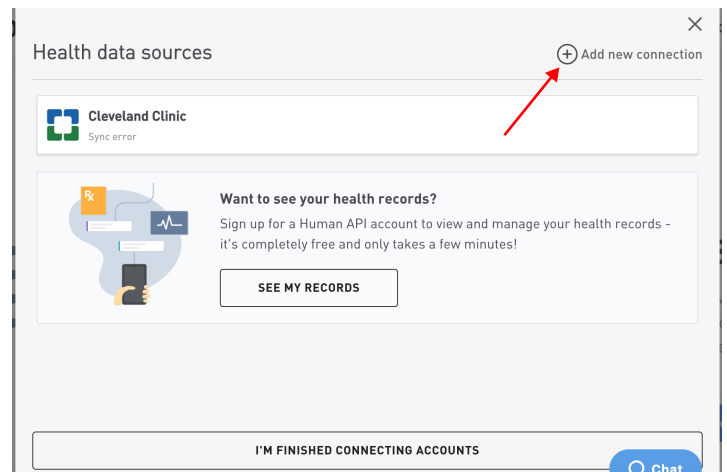 Health data sources
Add new connection
Cleveland Clinic
Sync error
Rx
Want to see your health records?
Sign up for a Human API account to view and manage your health records -
it's completely free and only takes a few minutes!
SEE MY RECORDS
I'M FINISHED CONNECTING ACCOUNTS
Chat